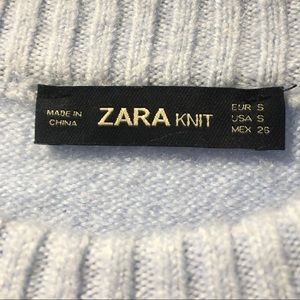 MADE IN
CHINA
ZARA KNIT
EUR S
USA S
MEX 26